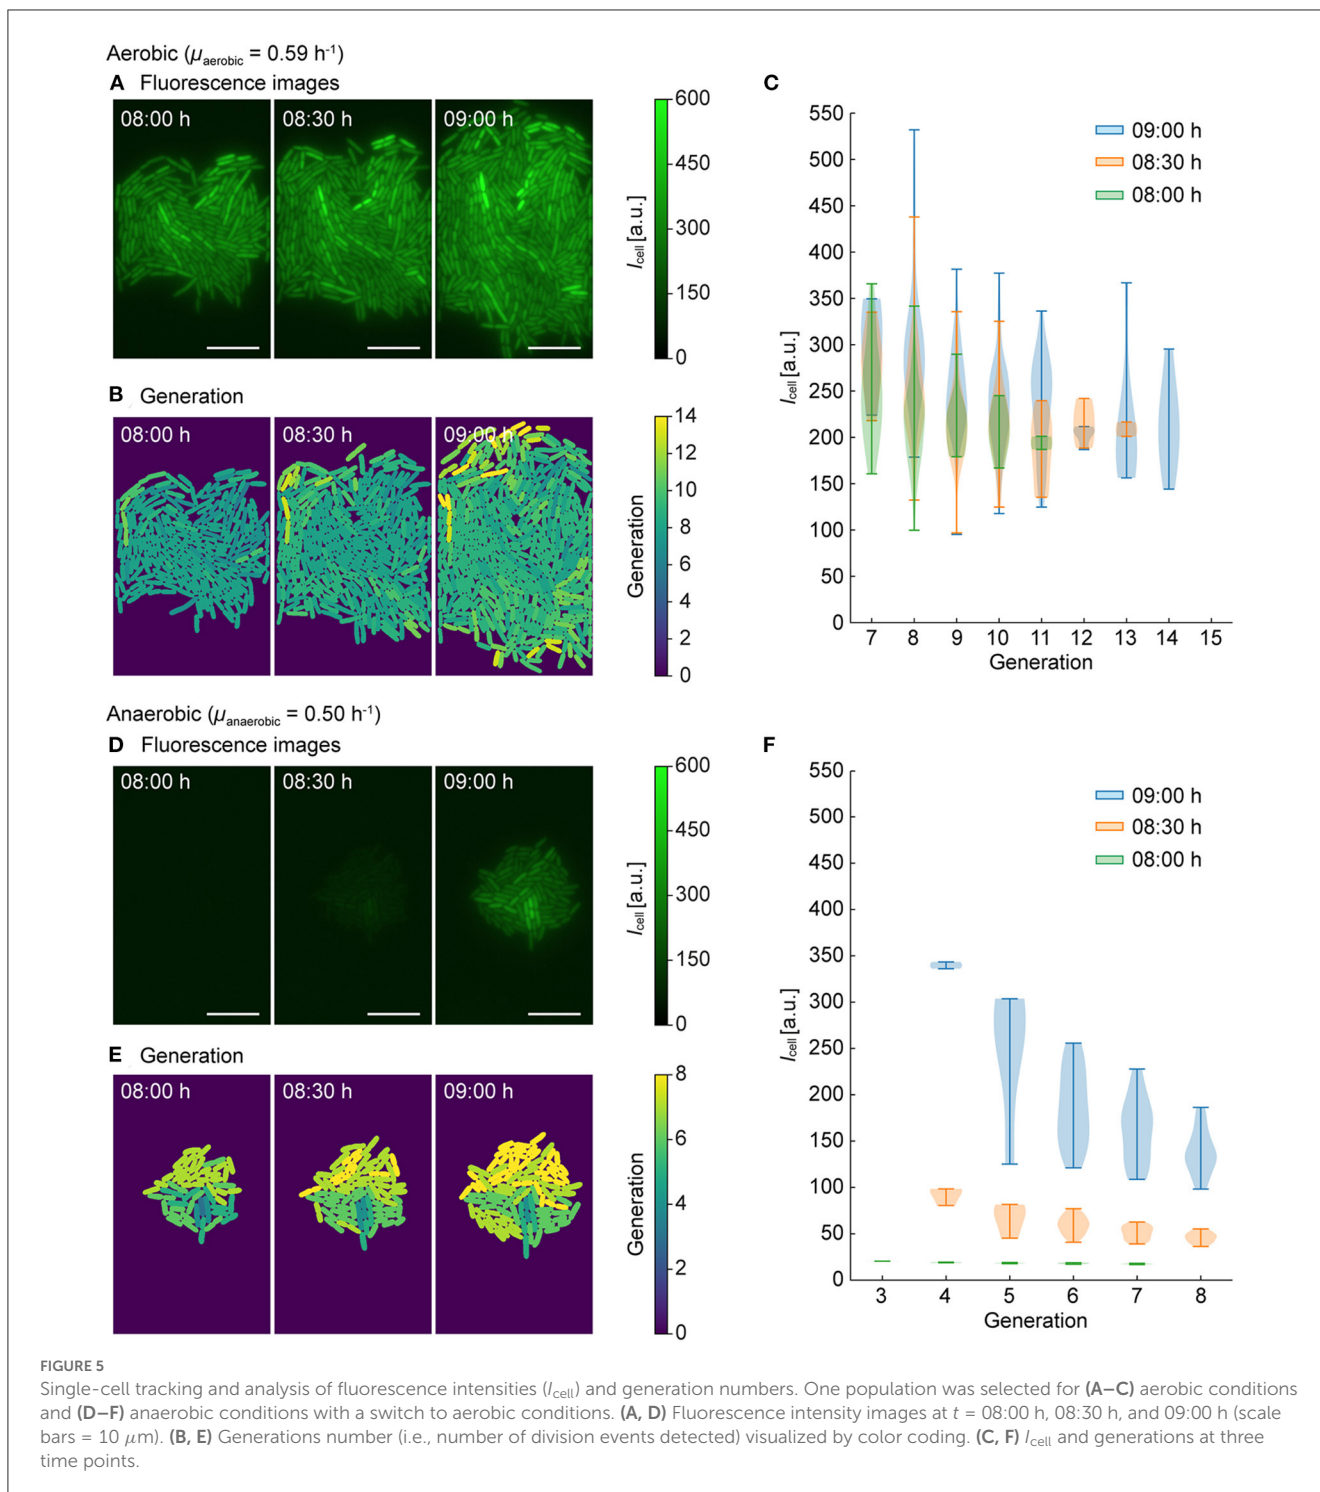 Aerobic (μaerobic = 0.59 h-1)
A Fluorescence images
08:00 h
08:30 h
09:00 h
600
450
300
150
0
Icell [a.u.]
B Generation
08:00 h
08:30 h
09:00 h
14
12
10
8
6
4
2
0
Generation
C
550
500
450
400
350
300
250
200
150
100
50
0
Icell [a.u.]
09:00 h
08:30 h
08:00 h
7 8 9 10 11 12 13 14 15
Generation
Anaerobic (μanaerobic = 0.50 h-1)
D Fluorescence images
08:00 h
08:30 h
09:00 h
600
450
300
150
0
Icell [a.u.]
E Generation
08:00 h
08:30 h
09:00 h
8
6
4
2
0
Generation
F
550
500
450
400
350
300
250
200
150
100
50
0
Icell [a.u.]
09:00 h
08:30 h
08:00 h
3 4 5 6 7 8
Generation
FIGURE 5
Single-cell tracking and analysis of fluorescence intensities (Icell) and generation numbers. One population was selected for (A–C) aerobic conditions
and (D–F) anaerobic conditions with a switch to aerobic conditions. (A, D) Fluorescence intensity images at t = 08:00 h, 08:30 h, and 09:00 h (scale
bars = 10 μm). (B, E) Generations number (i.e., number of division events detected) visualized by color coding. (C, F) Icell and generations at three
time points.